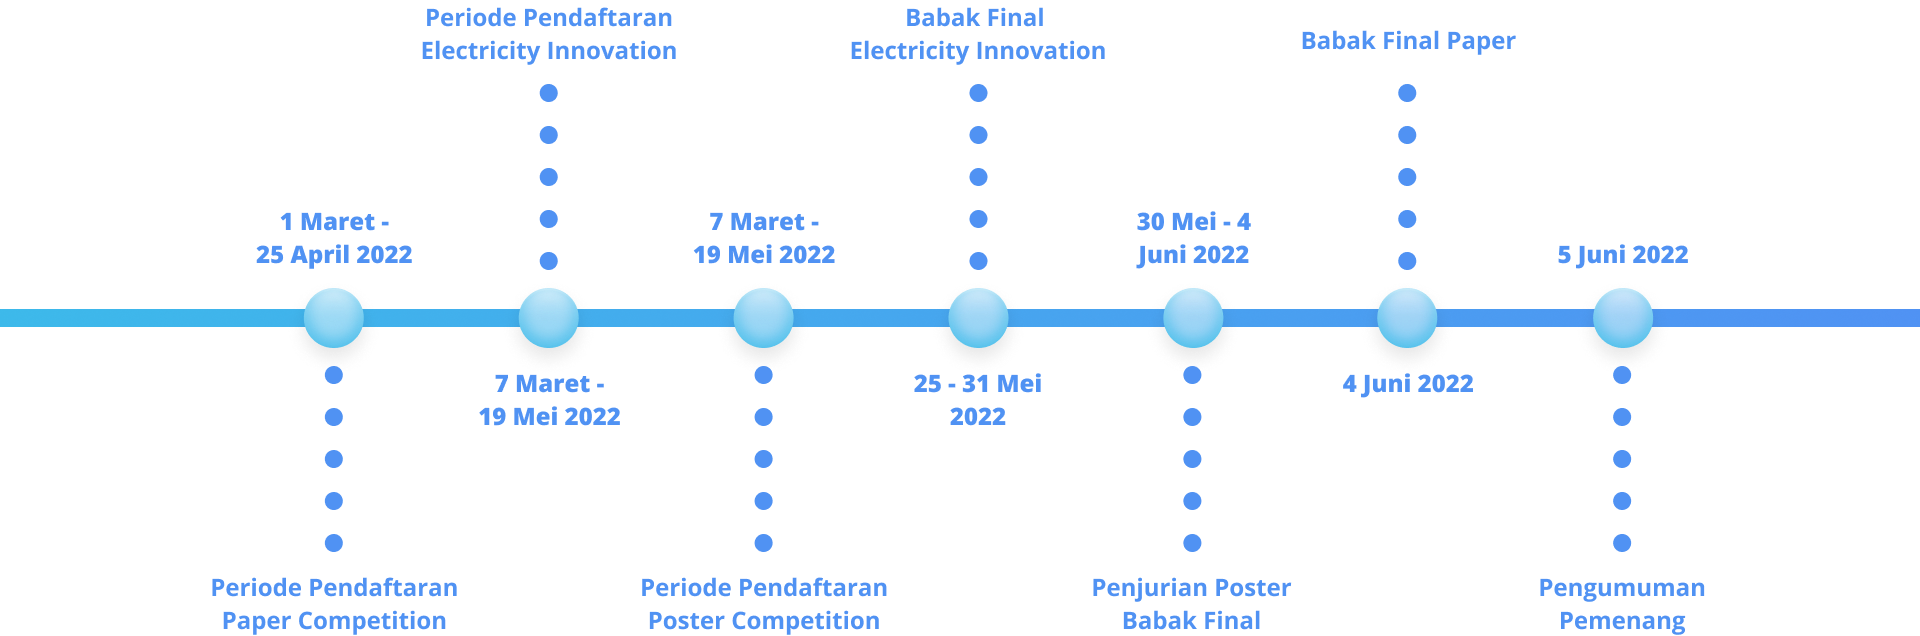 Periode Pendaftaran
Electricity Innovation
Babak Final
Electricity Innovation
Babak Final Paper
1 Maret -
25 April 2022
7 Maret -
19 Mei 2022
30 Mei - 4
Juni 2022
5 Juni 2022
7 Maret -
19 Mei 2022
25 - 31 Mei
2022
4 Juni 2022
Periode Pendaftaran
Paper Competition
Periode Pendaftaran
Poster Competition
Penjurian Poster
Babak Final
Pengumuman
Pemenang